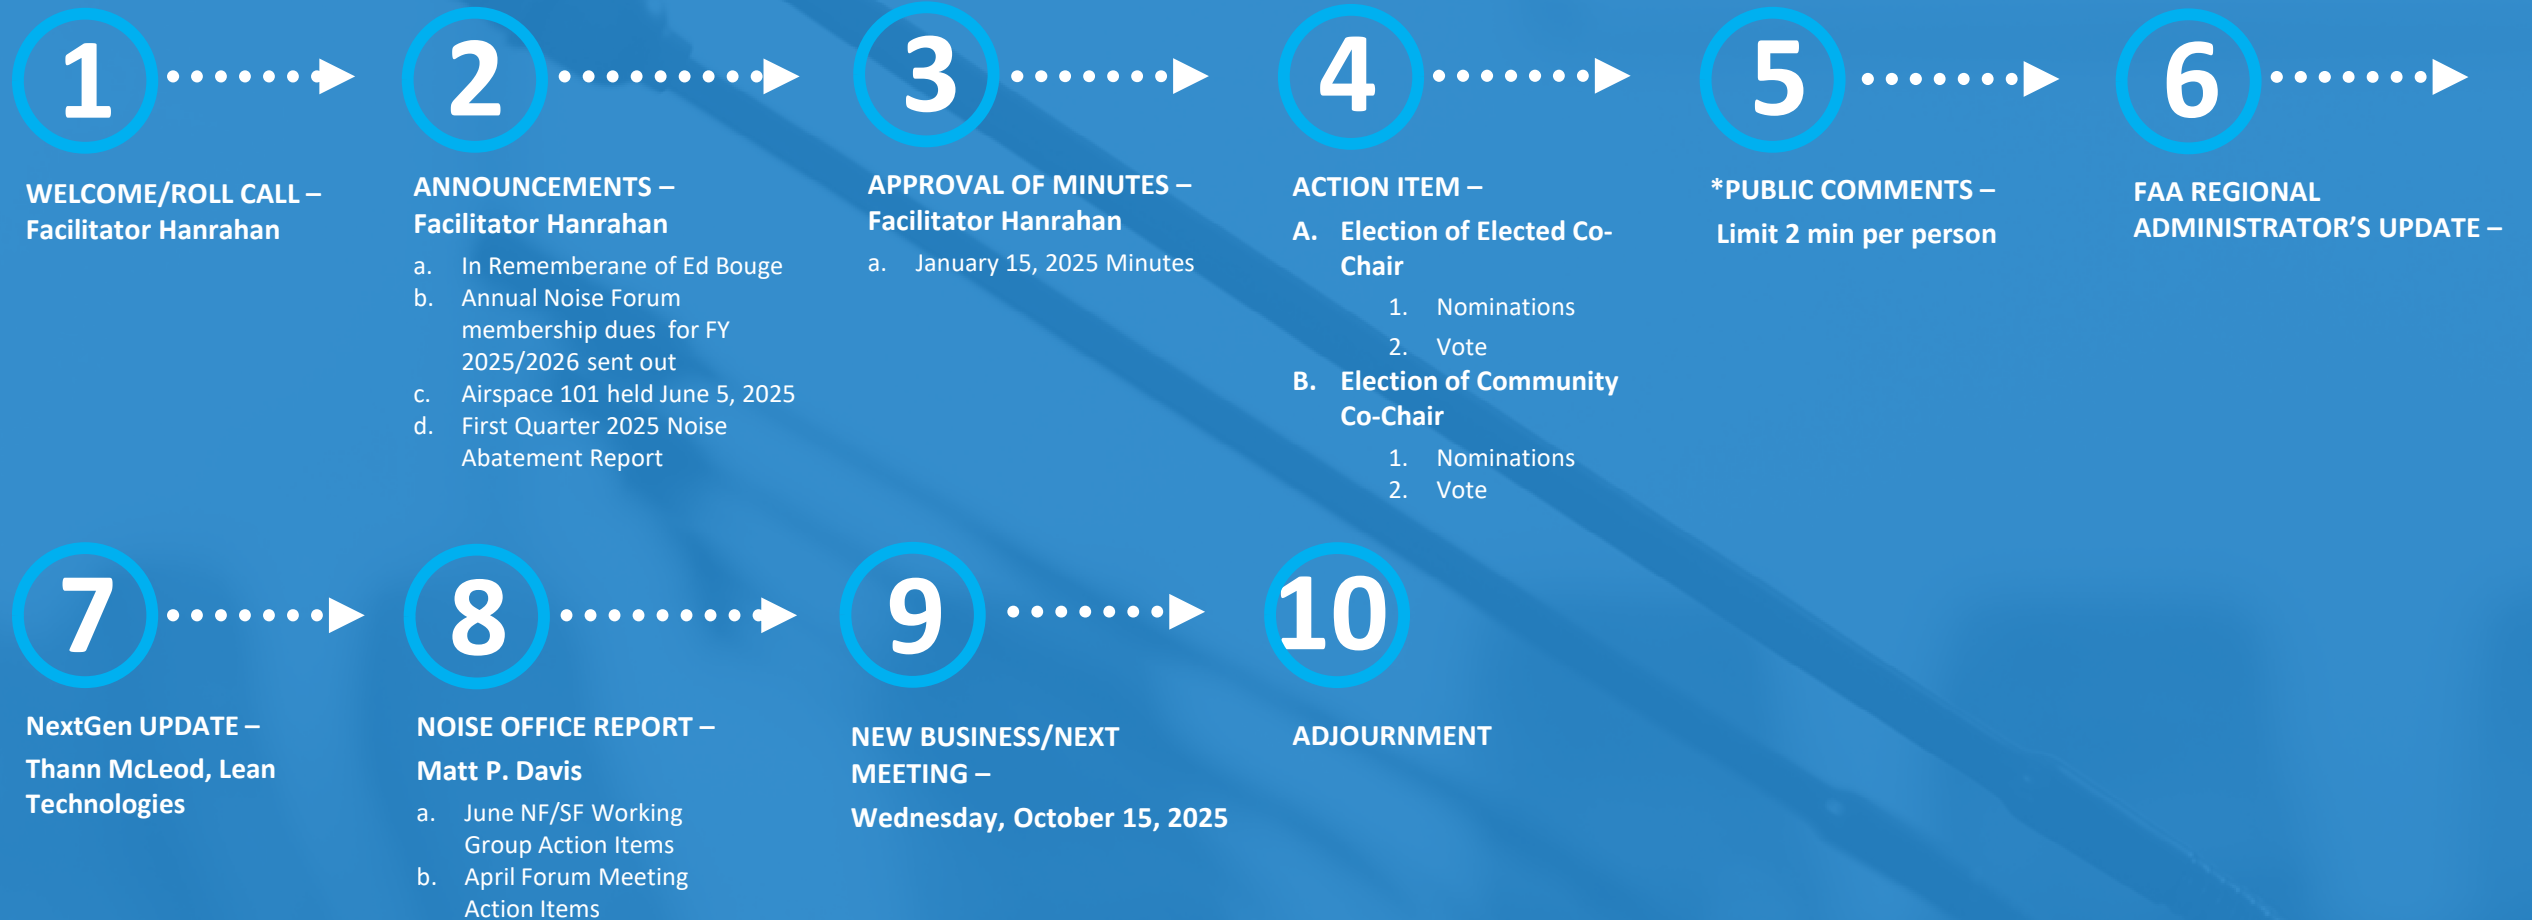 1
WELCOME/ROLL CALL –
Facilitator Hanrahan
2
ANNOUNCEMENTS –
Facilitator Hanrahan
a. In Rememberane of Ed Bouge
b. Annual Noise Forum
membership dues for FY
2025/2026 sent out
c. Airspace 101 held June 5, 2025
d. First Quarter 2025 Noise
Abatement Report
3
APPROVAL OF MINUTES –
Facilitator Hanrahan
a. January 15, 2025 Minutes
4
ACTION ITEM –
A. Election of Elected Co-
Chair
1. Nominations
2. Vote
B. Election of Community
Co-Chair
1. Nominations
2. Vote
5
*PUBLIC COMMENTS –
Limit 2 min per person
6
FAA REGIONAL
ADMINISTRATOR’S UPDATE –
7
NextGen UPDATE –
Thann McLeod, Lean
Technologies
8
NOISE OFFICE REPORT –
Matt P. Davis
a. June NF/SF Working
Group Action Items
b. April Forum Meeting
Action Items
9
NEW BUSINESS/NEXT
MEETING –
Wednesday, October 15, 2025
10
ADJOURNMENT